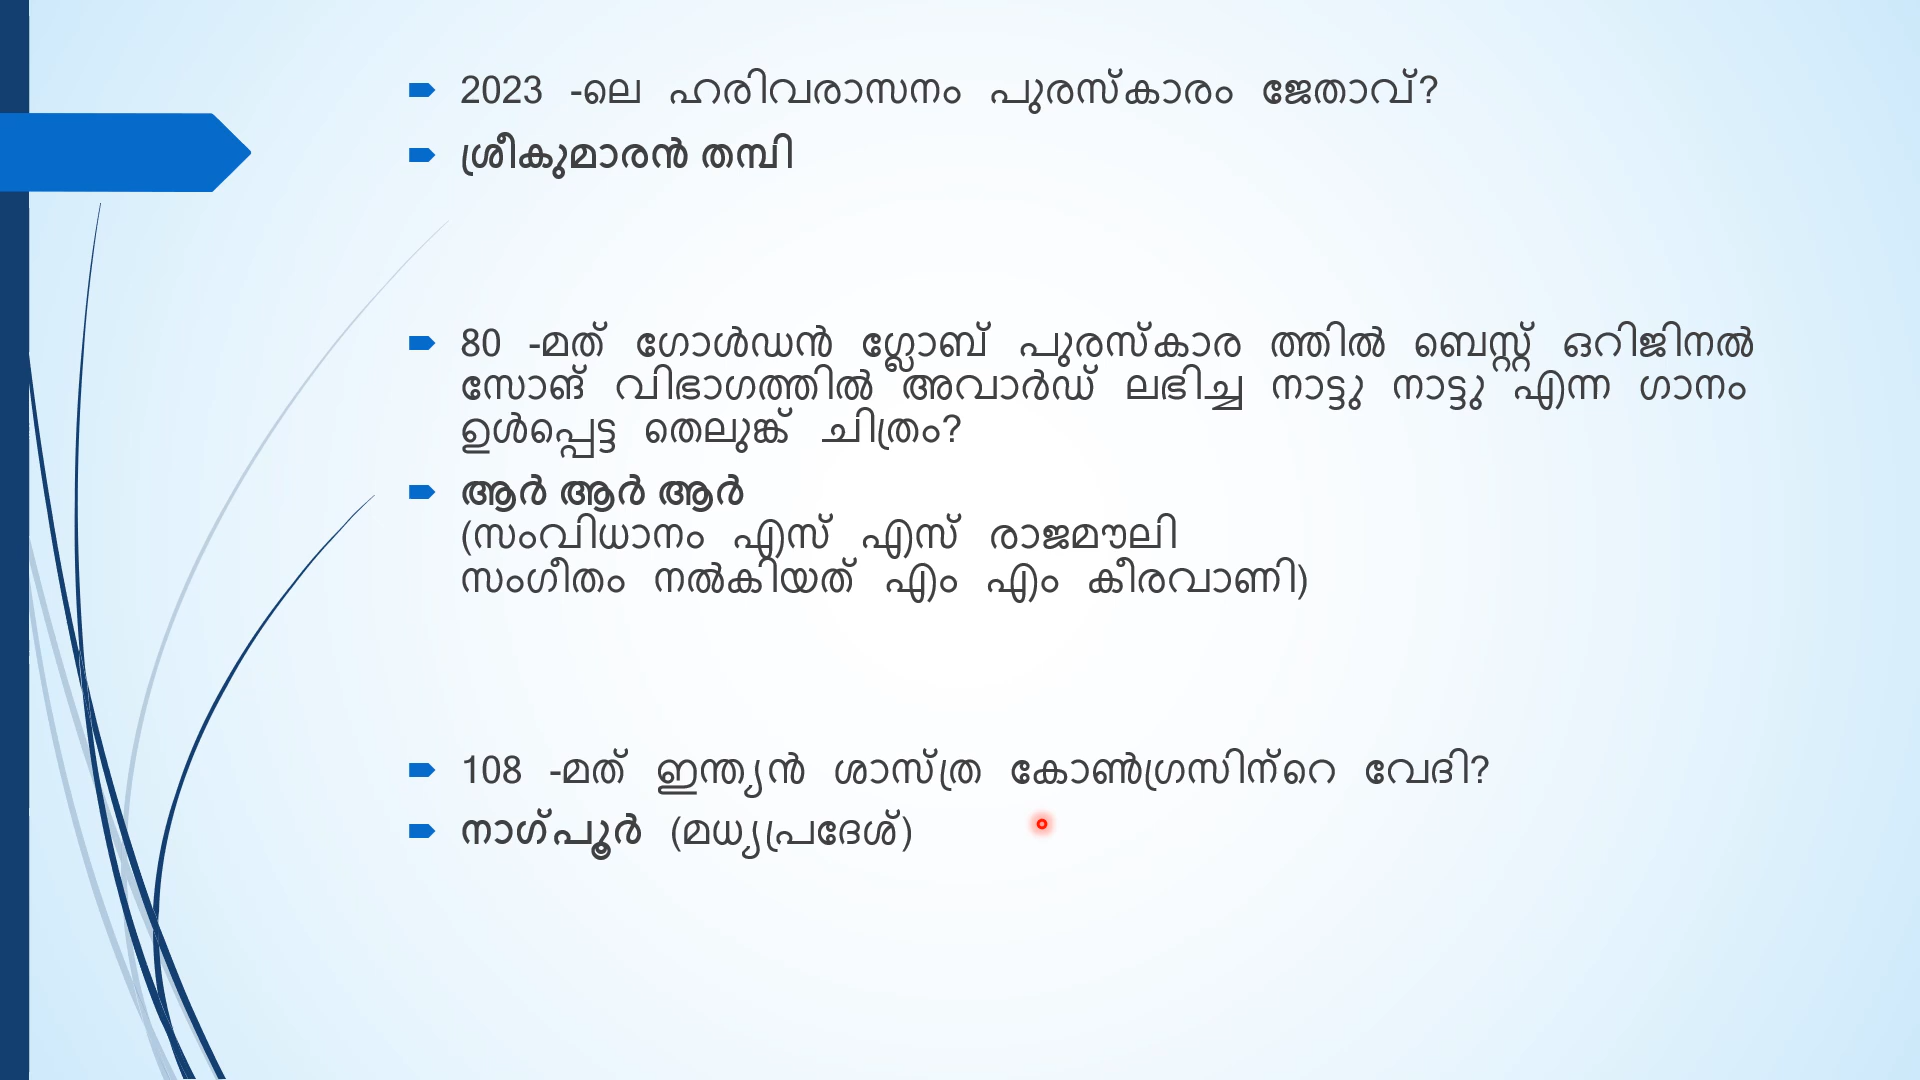 2023 -ലെ ഹരിവരാസനം പുരസ്കാരം ജേതാവ്?
ശ്രീകുമാരൻ തമ്പി
80 -മത് ഗോൾഡൻ ഗ്ലോബ് പുരസ്കാര ത്തിൽ ബെസ്റ്റ് ഒറിജിനൽ
സോങ് വിഭാഗത്തിൽ അവാർഡ് ലഭിച്ച നാട്ടു നാട്ടു എന്ന ഗാനം
ഉൾപ്പെട്ട തെലുങ്ക് ചിത്രം?
ആർ ആർ ആർ
(സംവിധാനം എസ് എസ് രാജമൗലി
സംഗീതം നൽകിയത് എം എം കീരവാണി)
108 -മത് ഇന്ത്യൻ ശാസ്ത്ര കോൺഗ്രസിന്റെ വേദി?
നാഗ്പൂർ (മധ്യപ്രദേശ്)